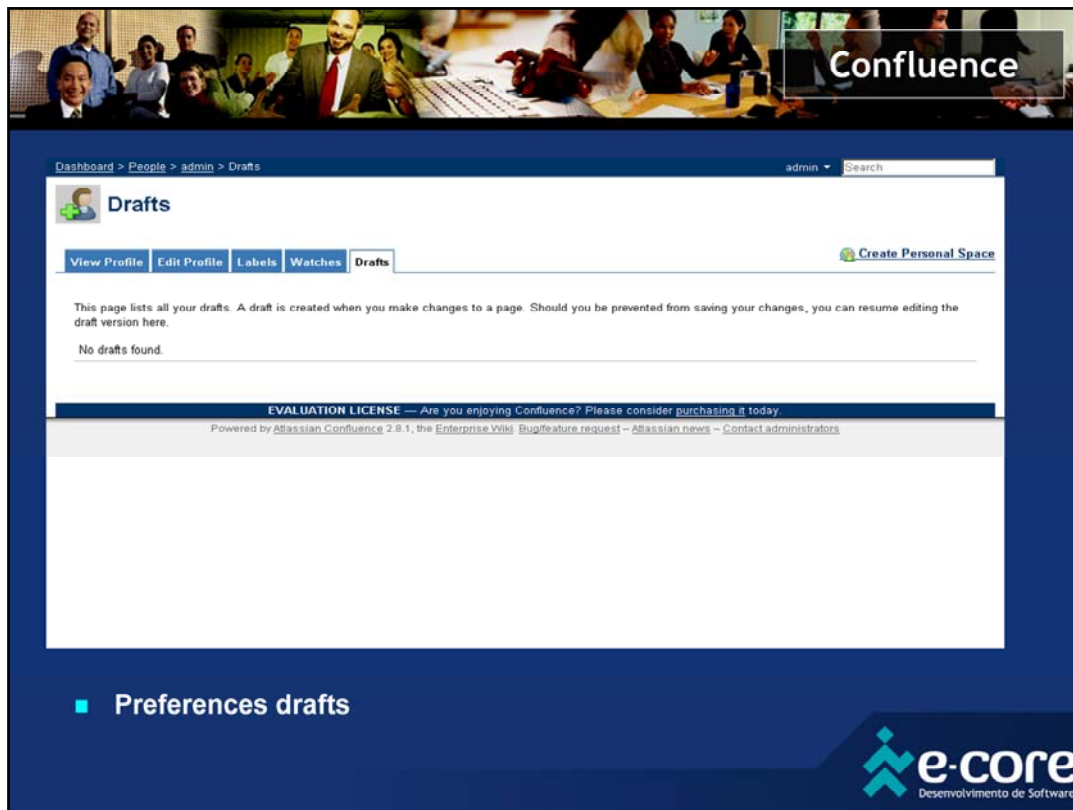 Confluence
Dashboard > People > admin > Drafts admin Search
Drafts
View Profile Edit Profile Labels Watches Drafts Create Personal Space
This page lists all your drafts. A draft is created when you make changes to a page. Should you be prevented from saving your changes, you can resume editing the
draft version here.
No drafts found.
EVALUATION LICENSE — Are you enjoying Confluence? Please consider purchasing it today.
Powered by Atlassian Confluence 2.8.1, the Enterprise Wiki. Bug/feature request – Atlassian news – Contact administrators
Preferences drafts
e-core
Desenvolvimento de Software